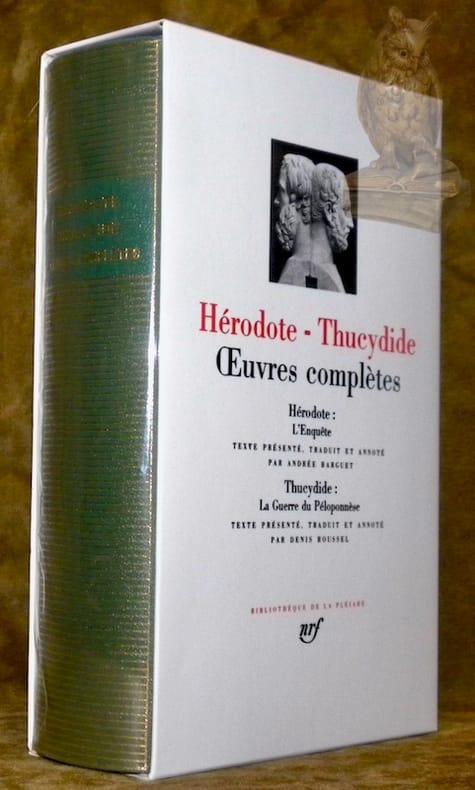 Hérodote - Thucydide
Œuvres complètes
Hérodote :
L'Enquête
TEXTE PRÉSENTÉ, TRADUIT ET ANNOTÉ
PAR ANDRÉE BARGUET
Thucydide :
La Guerre du Péloponnèse
TEXTE PRÉSENTÉ, TRADUIT ET ANNOTÉ
PAR DENIS ROUSSEL
BIBLIOTHÈQUE DE LA PLÉIADE
nrf